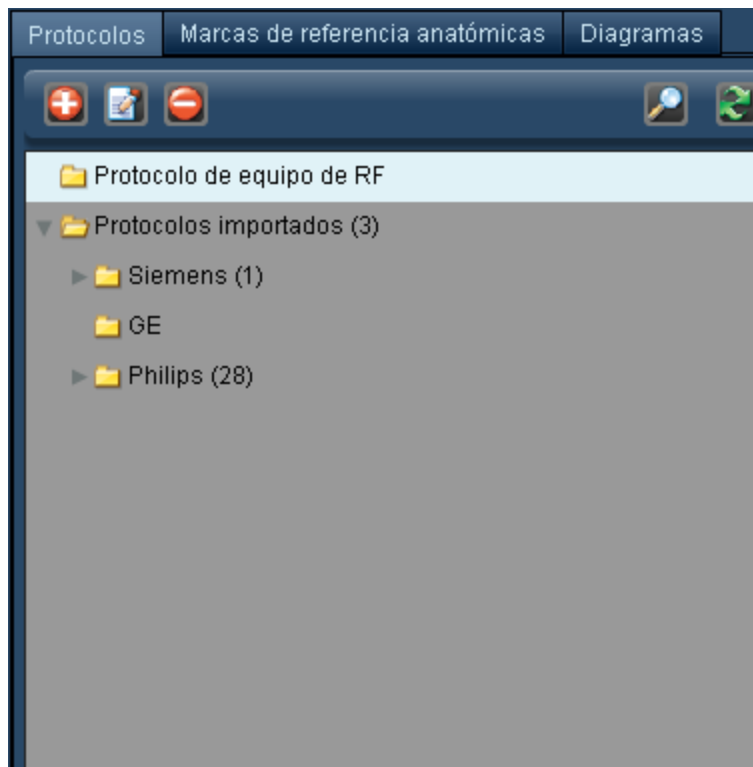 Protocolos Marcas de referencia anatómicas Diagramas
Protocolo de equipo de RF
Protocolos importados (3)
Siemens (1)
GE
Philips (28)